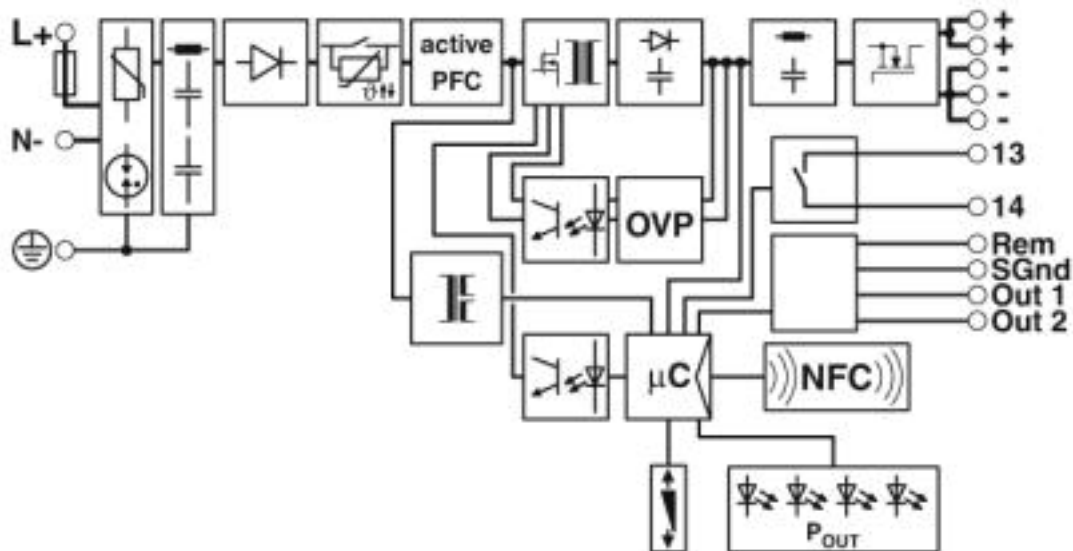 L+
N-
active
PFC
ϑ
+
+
-
-
-
13
14
OVP
Rem
SGnd
Out 1
Out 2
µC
NFC
POUT